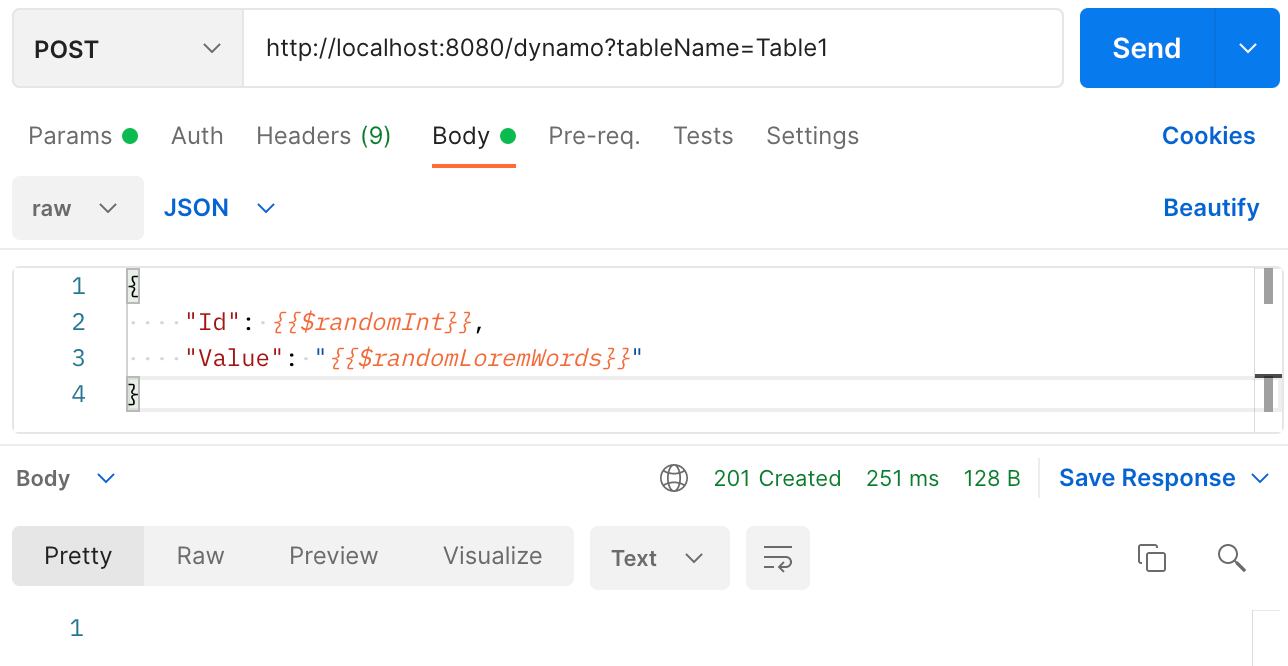 POST http://localhost:8080/dynamo?tableName=Table1 Send
Params Auth Headers (9) Body Pre-req. Tests Settings Cookies
raw JSON Beautify
1 {
2 "Id": {{$randomInt}},
3 "Value": "{{$randomLoremWords}}"
4 }
Body 201 Created 251 ms 128 B Save Response
Pretty Raw Preview Visualize Text
1